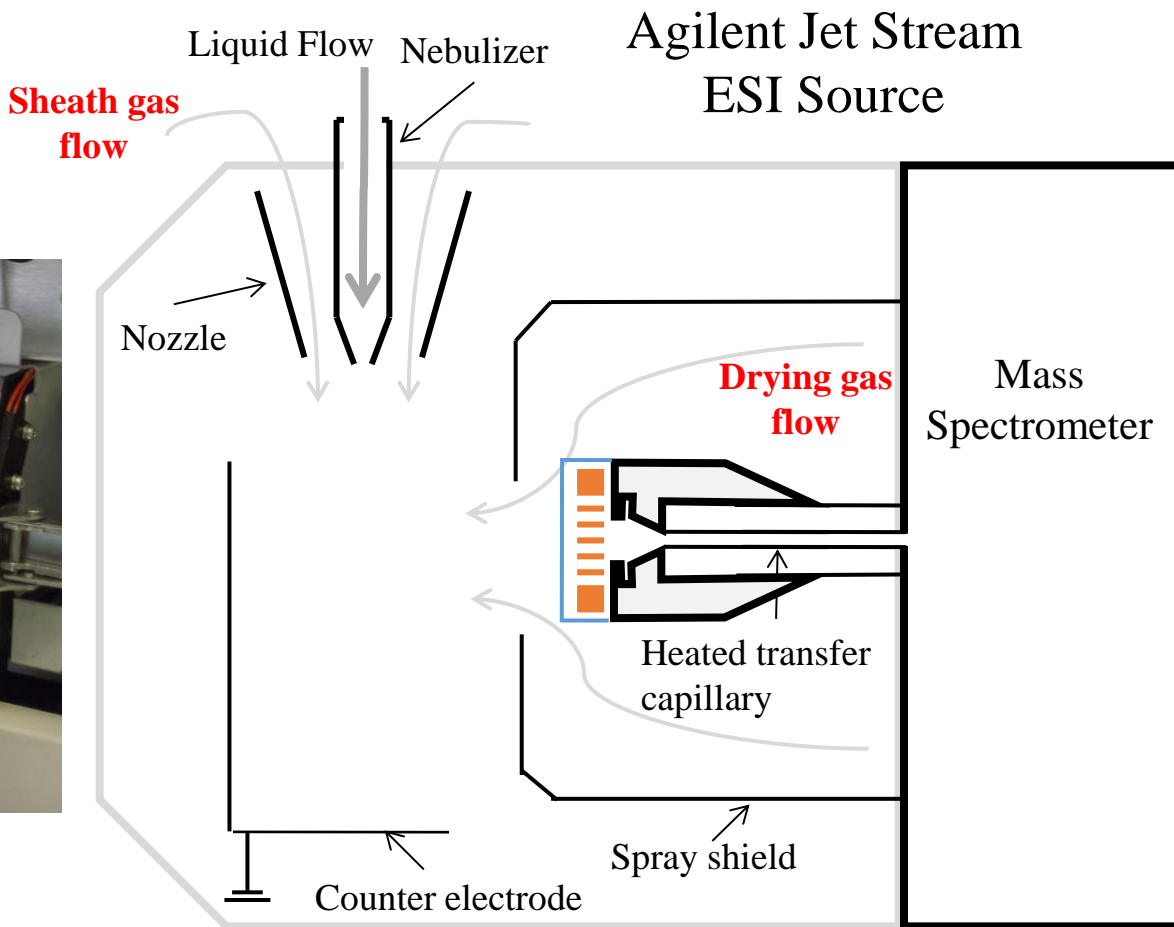 Agilent Jet Stream
ESI Source
Liquid Flow
Nebulizer
Sheath gas
flow
Nozzle
Drying gas
flow
Mass
Spectrometer
Heated transfer
capillary
Spray shield
Counter electrode